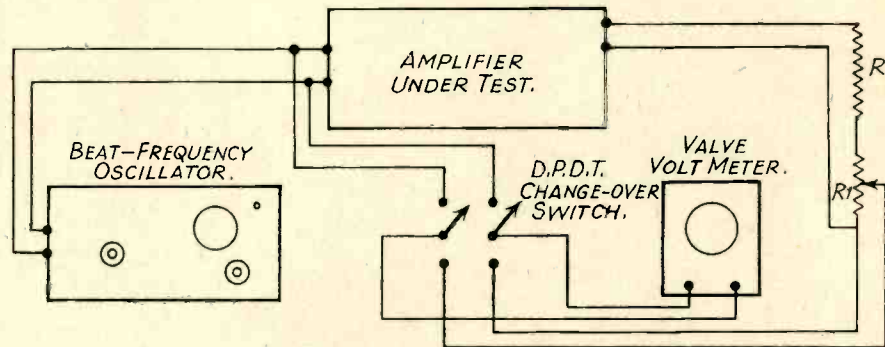 AMPLIFIER
UNDER TEST.
R
BEAT-FREQUENCY
OSCILLATOR.
D.P.D.T.
CHANGE-OVER
SWITCH.
VALVE
VOLT METER.
R1